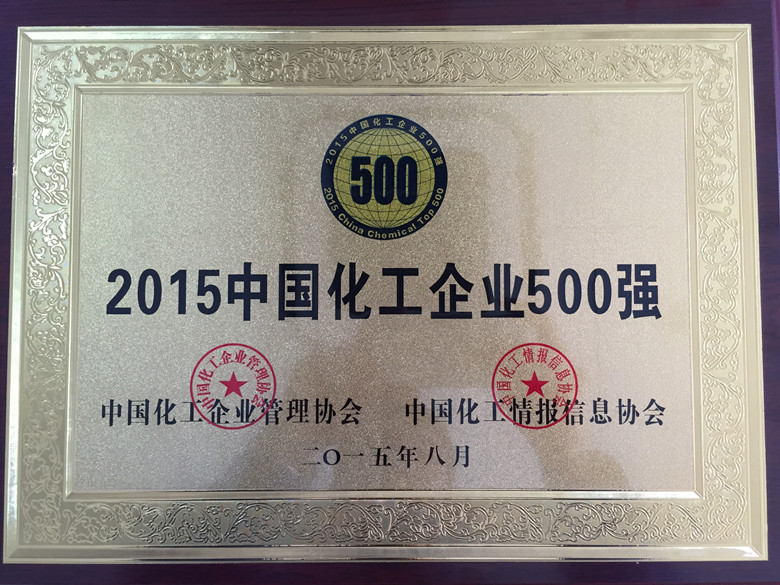 2015中国化工企业500强
500
2015 China Chemical Top 500
2015中国化工企业500强
中国化工企业管理协会
中国化工情报信息协会
中国化工企业管理协会 中国化工情报信息协会
二〇一五年八月